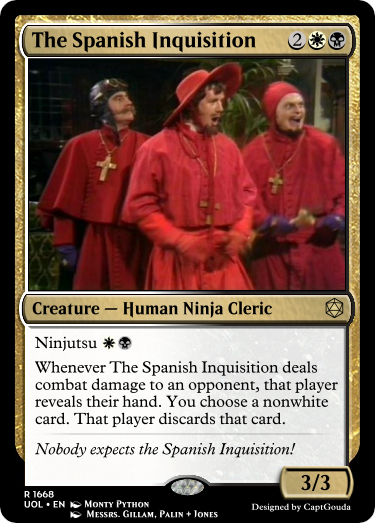 The Spanish Inquisition 2
Creature — Human Ninja Cleric
Ninjutsu
Whenever The Spanish Inquisition deals
combat damage to an opponent, that player
reveals their hand. You choose a nonwhite
card. That player discards that card.
Nobody expects the Spanish Inquisition!
3/3
R 1668
UOL • EN Monty Python
Messrs. Gillam, Palin + Jones
Designed by CaptGouda